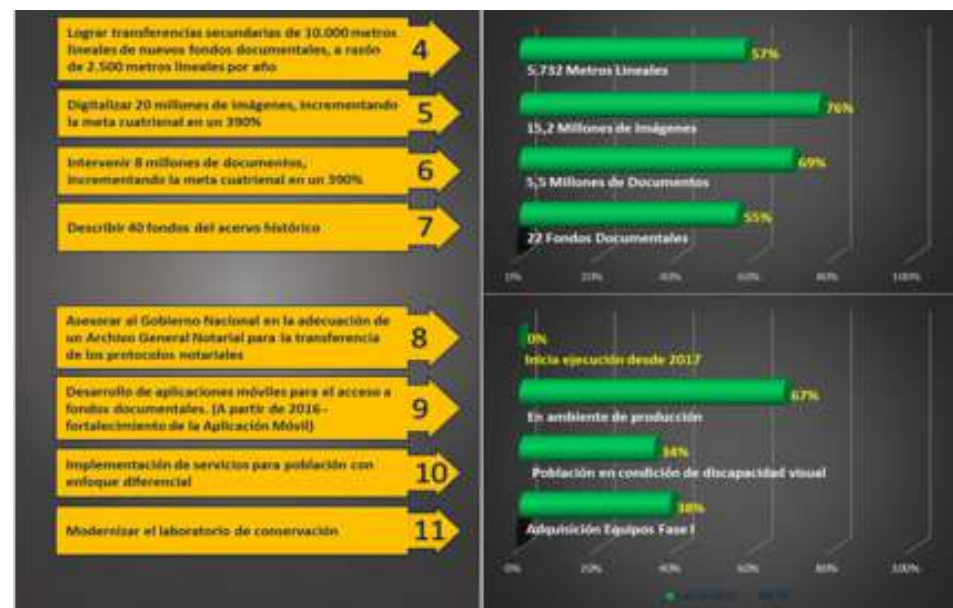 Lograr transferencias secundarias de 10.000 metros
lineales de nuevos fondos documentales, a razón
de 2.500 metros lineales por año
4
Digitalizar 20 millones de imágenes, incrementando
la meta cuatrienal en un 390%
5
Intervenir 8 millones de documentos,
incrementando la meta cuatrienal en un 390%
6
Describir 40 fondos del acervo histórico
7
57%
5.732 Metros Lineales
76%
15,2 Millones de Imágenes
69%
5,5 Millones de Documentos
55%
22 Fondos Documentales
0% 20% 40% 60% 80% 100%
Asesorar al Gobierno Nacional en la adecuación de
un Archivo General Notarial para la transferencia
de los protocolos notariales
8
Desarrollo de aplicaciones móviles para el acceso a
fondos documentales. (A partir de 2016-
fortalecimiento de la Aplicación Móvil)
9
Implementación de servicios para población con
enfoque diferencial
10
Modernizar el laboratorio de conservación
11
0%
Inicia ejecución desde 2017
67%
En ambiente de producción
34%
Población en condición de discapacidad visual
38%
Adquisición Equipos Fase I
0% 20% 40% 60% 80% 100%